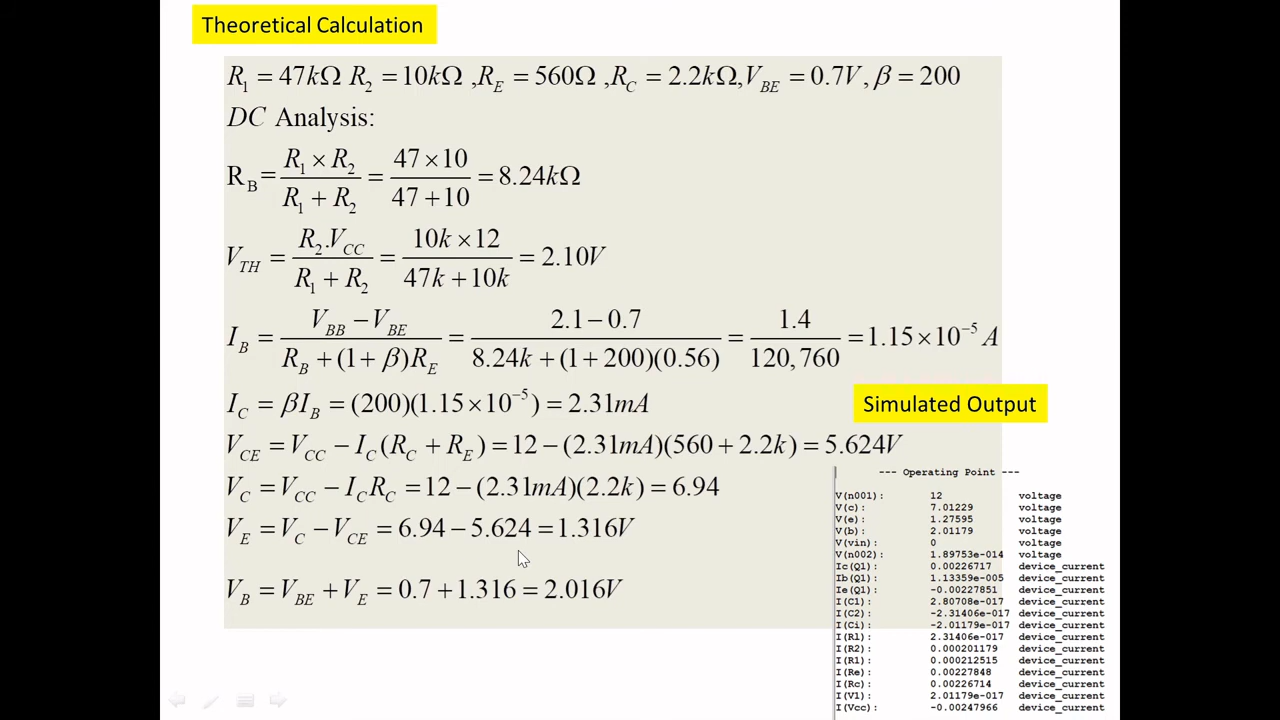 Theoretical Calculation
R₁ = 47kΩ R₂ = 10kΩ ,R_E = 560Ω ,R_C = 2.2kΩ,V_BE = 0.7V, β = 200
DC Analysis:
R_B = (R₁ × R₂)/(R₁ + R₂) = (47 × 10)/(47 + 10) = 8.24kΩ
V_TH = (R₂.V_CC)/(R₁ + R₂) = (10k × 12)/(47k + 10k) = 2.10V
I_B = (V_BB − V_BE)/(R_B + (1 + β)R_E) = (2.1 − 0.7)/(8.24k + (1 + 200)(0.56)) = 1.4/120,760 = 1.15 × 10⁻⁵ A
I_C = βI_B = (200)(1.15 × 10⁻⁵) = 2.31mA
V_CE = V_CC − I_C(R_C + R_E) = 12 − (2.31mA)(560 + 2.2k) = 5.624V
V_C = V_CC − I_C R_C = 12 − (2.31mA)(2.2k) = 6.94
V_E = V_C − V_CE = 6.94 − 5.624 = 1.316V
V_B = V_BE + V_E = 0.7 + 1.316 = 2.016V
Simulated Output
--- Operating Point ---
V(n001): 12 voltage
V(c): 7.01229 voltage
V(e): 1.27595 voltage
V(b): 2.01179 voltage
V(vin): 0 voltage
V(n002): 1.89753e-014 voltage
Ic(Q1): 0.00226717 device_current
Ib(Q1): 1.13359e-005 device_current
Ie(Q1): -0.00227851 device_current
I(C1): 2.80708e-017 device_current
I(C2): -2.31406e-017 device_current
I(Ci): -2.01179e-017 device_current
I(Rl): 2.31406e-017 device_current
I(R2): 0.000201179 device_current
I(R1): 0.000212515 device_current
I(Re): 0.00227848 device_current
I(Rc): 0.00226714 device_current
I(V1): 2.01179e-017 device_current
I(Vcc): -0.00247966 device_current